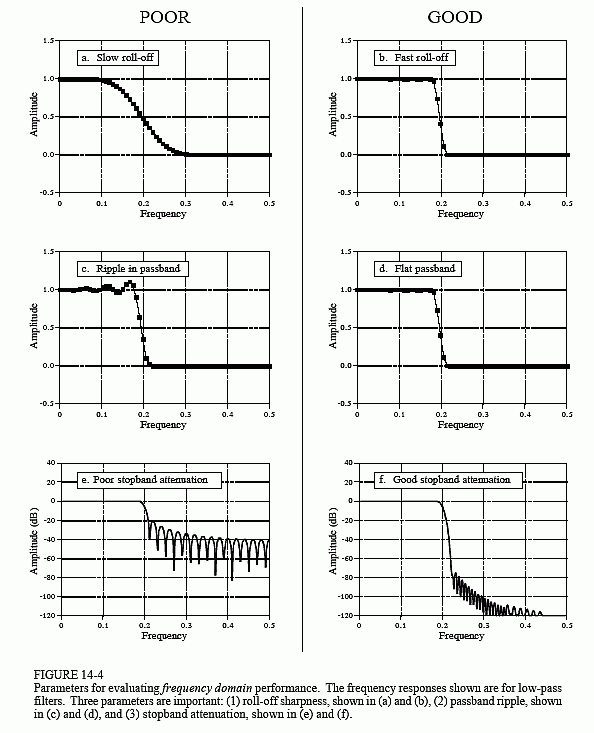 POOR
GOOD
1.5
1.0
0.5
0.0
-0.5
Amplitude
a. Slow roll-off
0 0.1 0.2 0.3 0.4 0.5
Frequency
1.5
1.0
0.5
0.0
-0.5
Amplitude
b. Fast roll-off
0 0.1 0.2 0.3 0.4 0.5
Frequency
1.5
1.0
0.5
0.0
-0.5
Amplitude
c. Ripple in passband
0 0.1 0.2 0.3 0.4 0.5
Frequency
1.5
1.0
0.5
0.0
-0.5
Amplitude
d. Flat passband
0 0.1 0.2 0.3 0.4 0.5
Frequency
40
20
0
-20
-40
-60
-80
-100
-120
Amplitude (dB)
e. Poor stopband attenuation
0 0.1 0.2 0.3 0.4 0.5
Frequency
40
20
0
-20
-40
-60
-80
-100
-120
Amplitude (dB)
f. Good stopband attenuation
0 0.1 0.2 0.3 0.4 0.5
Frequency
FIGURE 14-4
Parameters for evaluating frequency domain performance. The frequency responses shown are for low-pass
filters. Three parameters are important: (1) roll-off sharpness, shown in (a) and (b), (2) passband ripple, shown
in (c) and (d), and (3) stopband attenuation, shown in (e) and (f).